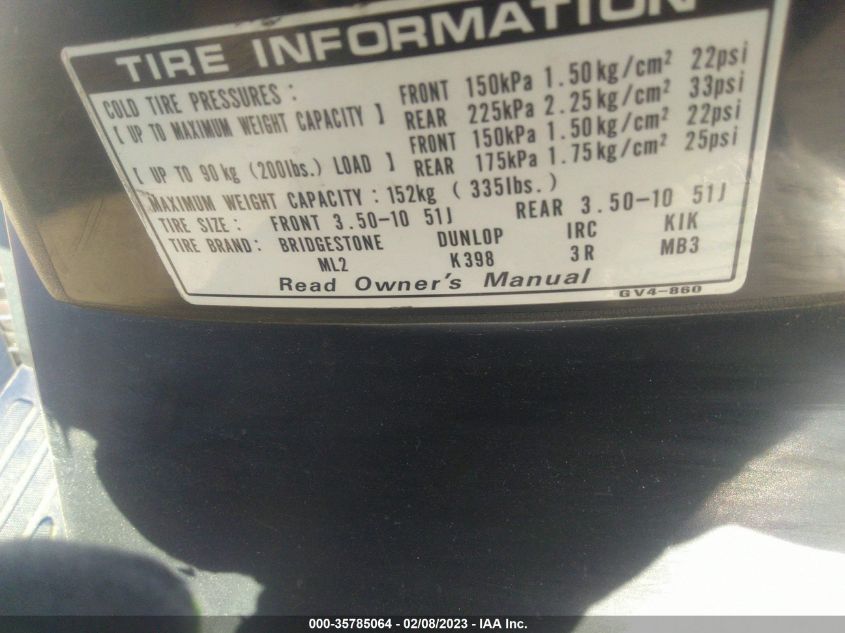 TIRE INFORMATION
COLD TIRE PRESSURES : FRONT 150kPa 1.50kg/cm² 22psi
[ UP TO MAXIMUM WEIGHT CAPACITY ] REAR 225kPa 2.25kg/cm² 33psi
FRONT 150kPa 1.50kg/cm² 22psi
[ UP TO 90kg (200lbs.) LOAD ] REAR 175kPa 1.75kg/cm² 25psi
MAXIMUM WEIGHT CAPACITY : 152kg ( 335lbs. )
TIRE SIZE : FRONT 3.50-10 51J REAR 3.50-10 51J
TIRE BRAND: BRIDGESTONE DUNLOP IRC KIK
ML2 K398 3R MB3
Read Owner's Manual
GV4-860
000-35785064 / 02/08/2023 - © IAA Inc.